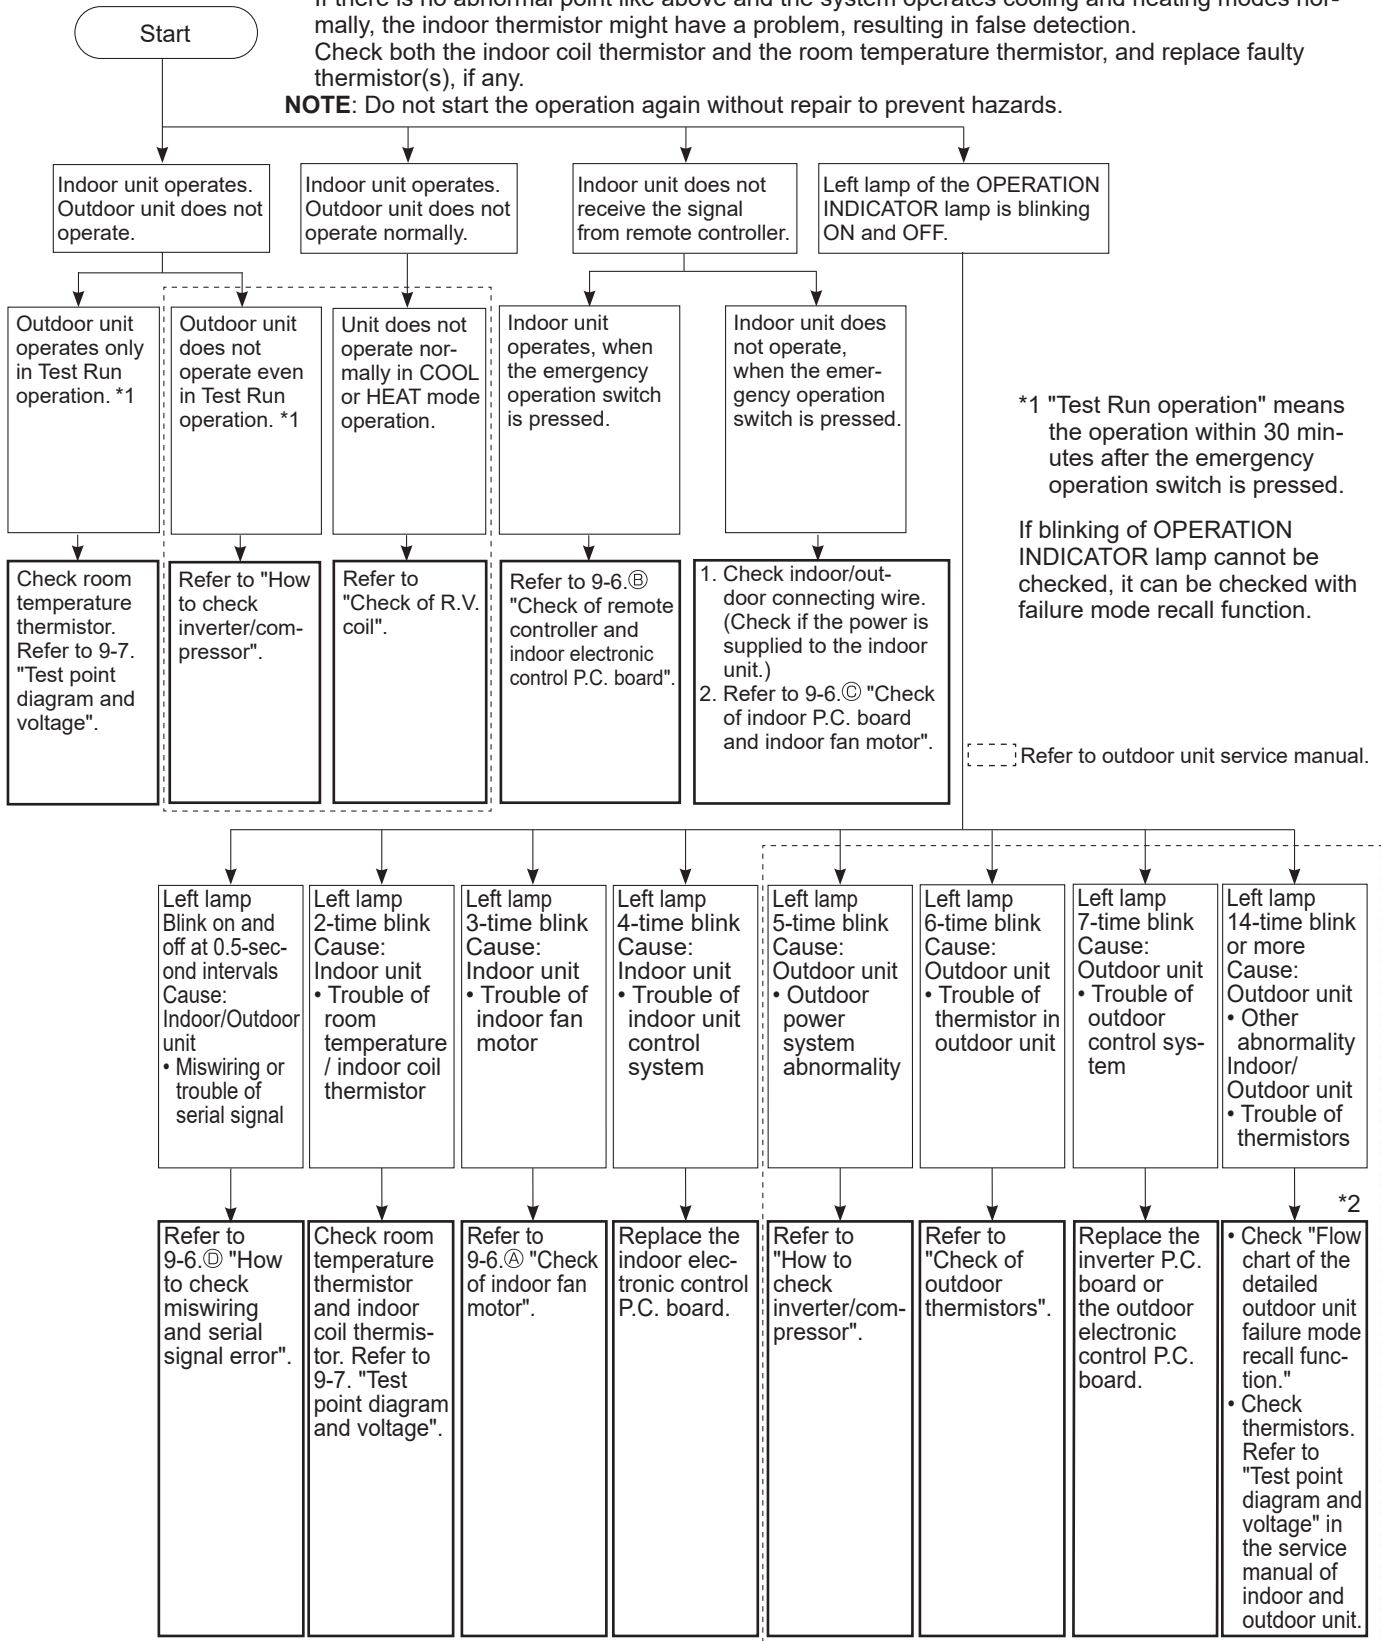 If there is no abnormal point like above and the system operates cooling and heating modes nor-
mally, the indoor thermistor might have a problem, resulting in false detection.
Check both the indoor coil thermistor and the room temperature thermistor, and replace faulty
thermistor(s), if any.
NOTE: Do not start the operation again without repair to prevent hazards.
Start
Indoor unit operates.
Outdoor unit does not
operate.
Indoor unit operates.
Outdoor unit does not
operate normally.
Indoor unit does not
receive the signal
from remote controller.
Left lamp of the OPERATION
INDICATOR lamp is blinking
ON and OFF.
Outdoor unit
operates only
in Test Run
operation. *1
Outdoor unit
does not
operate even
in Test Run
operation. *1
Unit does not
operate nor-
mally in COOL
or HEAT mode
operation.
Indoor unit
operates, when
the emergency
operation switch
is pressed.
Indoor unit does
not operate,
when the emer-
gency operation
switch is pressed.
*1 "Test Run operation" means
the operation within 30 min-
utes after the emergency
operation switch is pressed.
If blinking of OPERATION
INDICATOR lamp cannot be
checked, it can be checked with
failure mode recall function.
Check room
temperature
thermistor.
Refer to 9-7.
"Test point
diagram and
voltage".
Refer to "How
to check
inverter/com-
pressor".
Refer to
"Check of R.V.
coil".
Refer to 9-6.Ⓑ
"Check of remote
controller and
indoor electronic
control P.C. board".
1. Check indoor/out-
door connecting wire.
(Check if the power is
supplied to the indoor
unit.)
2. Refer to 9-6.Ⓒ "Check
of indoor P.C. board
and indoor fan motor".
Refer to outdoor unit service manual.
Left lamp
Blink on and
off at 0.5-sec-
ond intervals
Cause:
Indoor/Outdoor
unit
• Miswiring or
trouble of
serial signal
Left lamp
2-time blink
Cause:
Indoor unit
• Trouble of
room
temperature
/ indoor coil
thermistor
Left lamp
3-time blink
Cause:
Indoor unit
• Trouble of
indoor fan
motor
Left lamp
4-time blink
Cause:
Indoor unit
• Trouble of
indoor unit
control
system
Left lamp
5-time blink
Cause:
Outdoor unit
• Outdoor
power
system
abnormality
Left lamp
6-time blink
Cause:
Outdoor unit
• Trouble of
thermistor in
outdoor unit
Left lamp
7-time blink
Cause:
Outdoor unit
• Trouble of
outdoor
control sys-
tem
Left lamp
14-time blink
or more
Cause:
Outdoor unit
• Other
abnormality
Indoor/
Outdoor unit
• Trouble of
thermistors
*2
Refer to
9-6.Ⓓ "How
to check
miswiring
and serial
signal error".
Check room
temperature
thermistor
and indoor
coil thermis-
tor. Refer to
9-7. "Test
point diagram
and voltage".
Refer to
9-6.Ⓐ "Check
of indoor fan
motor".
Replace the
indoor elec-
tronic control
P.C. board.
Refer to
"How to
check
inverter/com-
pressor".
Refer to
"Check of
outdoor
thermistors".
Replace the
inverter P.C.
board or
the outdoor
electronic
control P.C.
board.
• Check "Flow
chart of the
detailed
outdoor unit
failure mode
recall func-
tion."
• Check
thermistors.
Refer to
"Test point
diagram and
voltage" in
the service
manual of
indoor and
outdoor unit.